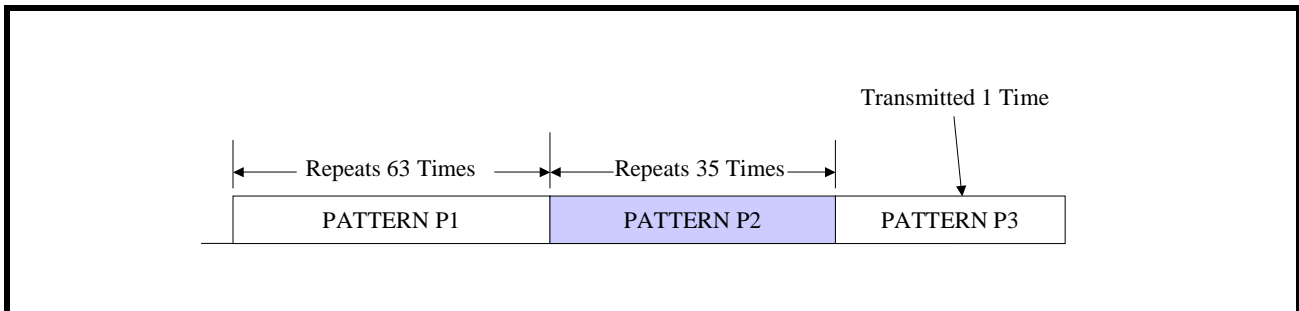 Transmitted 1 Time
Repeats 63 Times
Repeats 35 Times
PATTERN P1
PATTERN P2
PATTERN P3